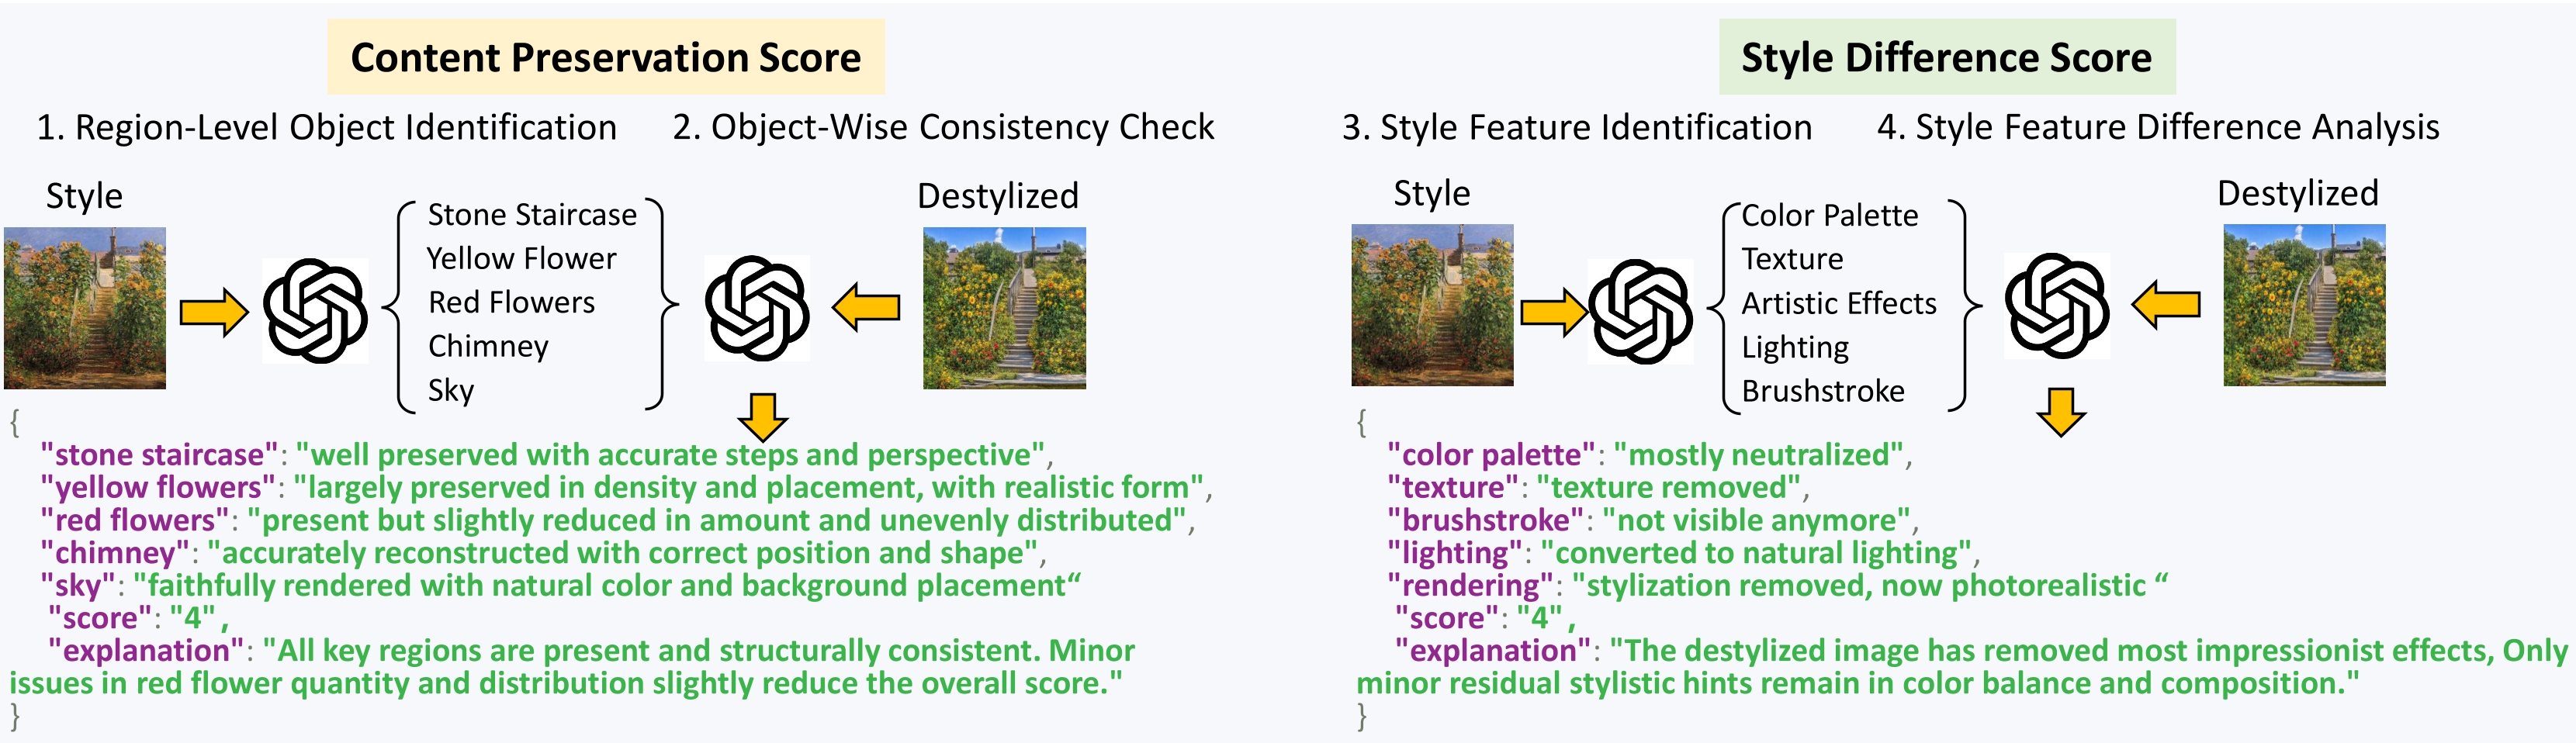 Content Preservation Score
1. Region-Level Object Identification
2. Object-Wise Consistency Check
Style
Stone Staircase
Yellow Flower
Red Flowers
Chimney
Sky
Destylized
{
"stone staircase": "well preserved with accurate steps and perspective",
"yellow flowers": "largely preserved in density and placement, with realistic form",
"red flowers": "present but slightly reduced in amount and unevenly distributed",
"chimney": "accurately reconstructed with correct position and shape",
"sky": "faithfully rendered with natural color and background placement“
"score": "4",
"explanation": "All key regions are present and structurally consistent. Minor
issues in red flower quantity and distribution slightly reduce the overall score."
}
Style Difference Score
3. Style Feature Identification
4. Style Feature Difference Analysis
Style
Color Palette
Texture
Artistic Effects
Lighting
Brushstroke
Destylized
{
"color palette": "mostly neutralized",
"texture": "texture removed",
"brushstroke": "not visible anymore",
"lighting": "converted to natural lighting",
"rendering": "stylization removed, now photorealistic “
"score": "4",
"explanation": "The destylized image has removed most impressionist effects, Only
minor residual stylistic hints remain in color balance and composition."
}